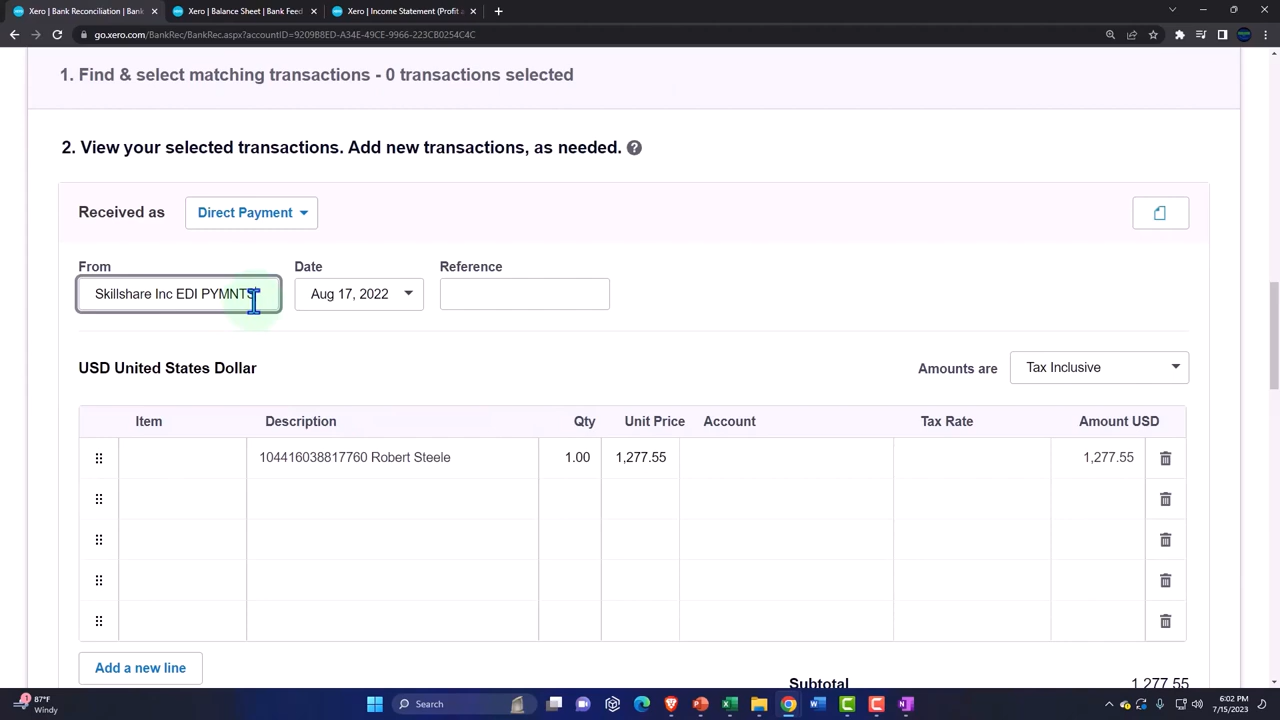 Xero | Bank Reconciliation | Bank
Xero | Balance Sheet | Bank Feed
Xero | Income Statement (Profit a
go.xero.com/BankRec/BankRec.aspx?accountID=9209B8ED-A34E-49CE-9966-223CB0254C4C
1. Find & select matching transactions - 0 transactions selected
2. View your selected transactions. Add new transactions, as needed. ?
Received as Direct Payment
From Date Reference
Skillshare Inc EDI PYMNTS Aug 17, 2022
USD United States Dollar Amounts are Tax Inclusive
Item Description Qty Unit Price Account Tax Rate Amount USD
104416038817760 Robert Steele 1.00 1,277.55 1,277.55
Add a new line
Subtotal 1,277.55
87°F
Windy
Search
6:02 PM
7/15/2023